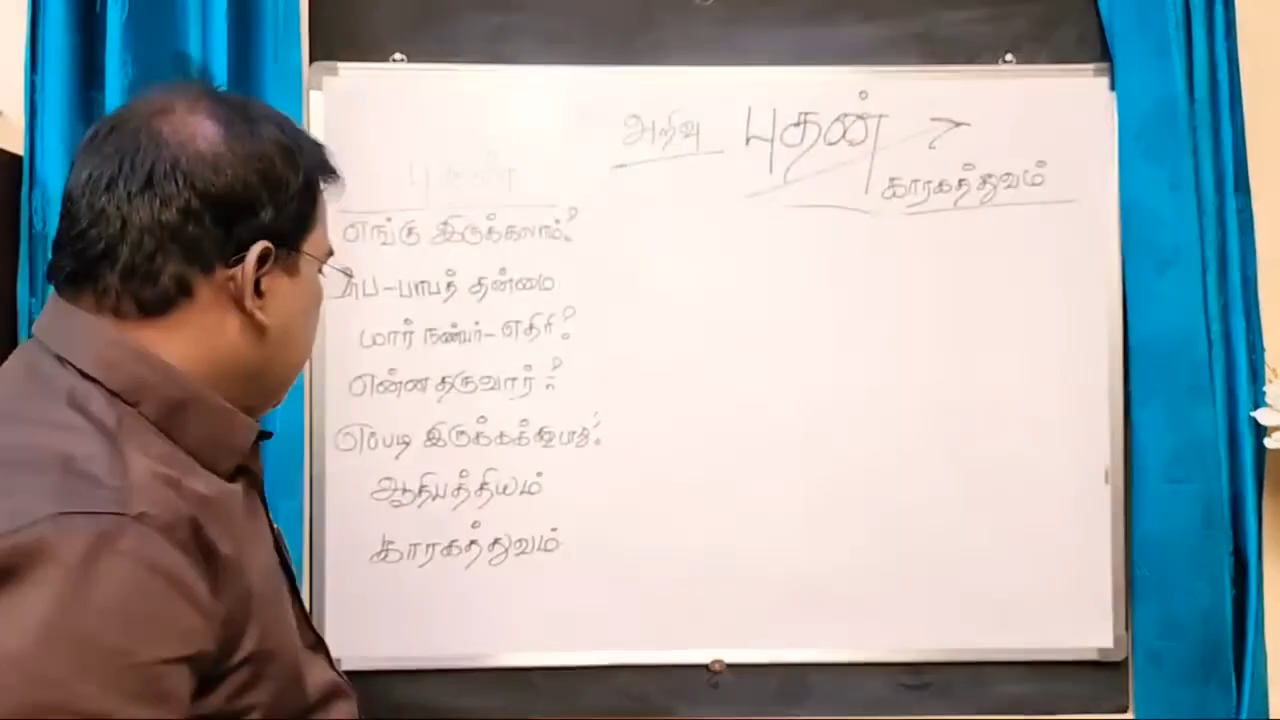 அறிவு புதன் ?
காரகத்துவம்
புதன்
எங்கு இருக்கலாம்?
சுப-பாபத் தன்மை
யார் நண்பர்-எதிரி?
என்ன தருவார்?
எப்படி இருக்கக்கூடாது?
ஆதிபத்தியம்
காரகத்துவம்